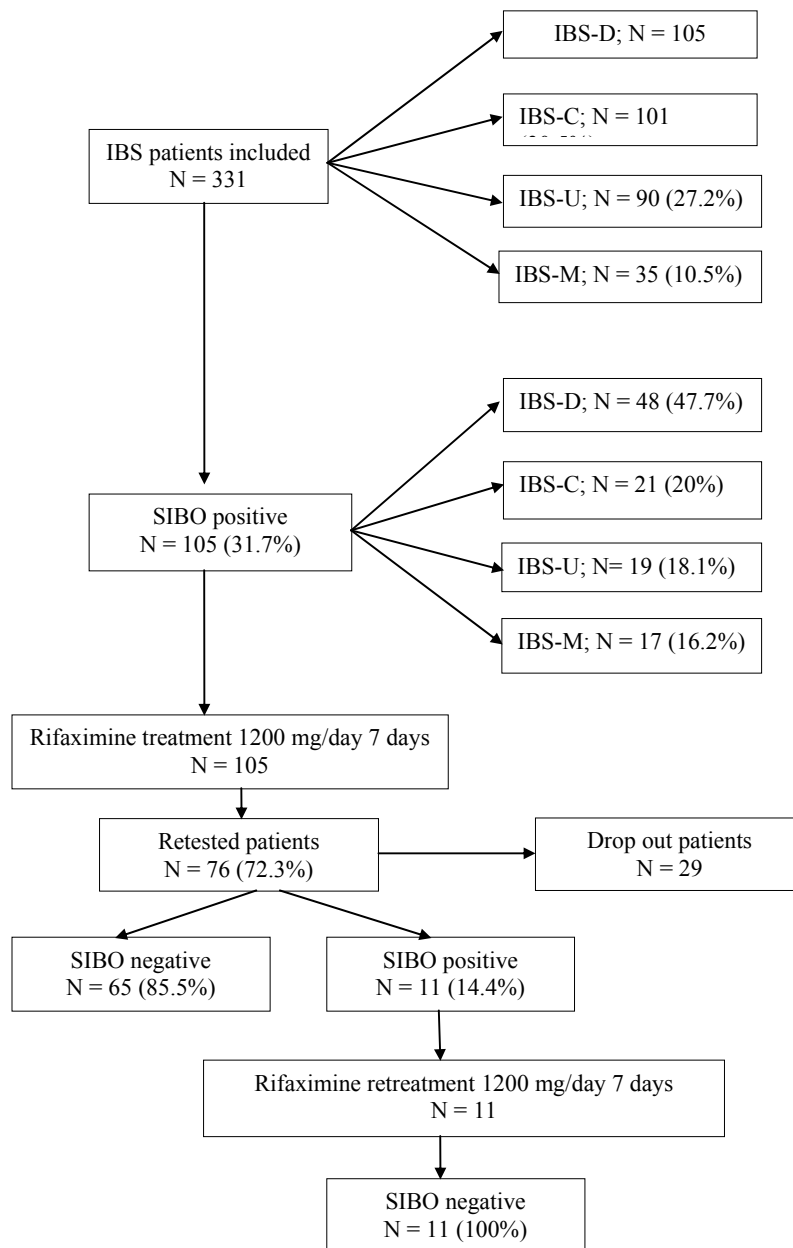 IBS-D; N = 105
IBS-C; N = 101
IBS patients included
N = 331
IBS-U; N = 90 (27.2%)
IBS-M; N = 35 (10.5%)
IBS-D; N = 48 (47.7%)
IBS-C; N = 21 (20%)
SIBO positive
N = 105 (31.7%)
IBS-U; N= 19 (18.1%)
IBS-M; N = 17 (16.2%)
Rifaximine treatment 1200 mg/day 7 days
N = 105
Retested patients
N = 76 (72.3%)
Drop out patients
N = 29
SIBO negative
N = 65 (85.5%)
SIBO positive
N = 11 (14.4%)
Rifaximine retreatment 1200 mg/day 7 days
N = 11
SIBO negative
N = 11 (100%)